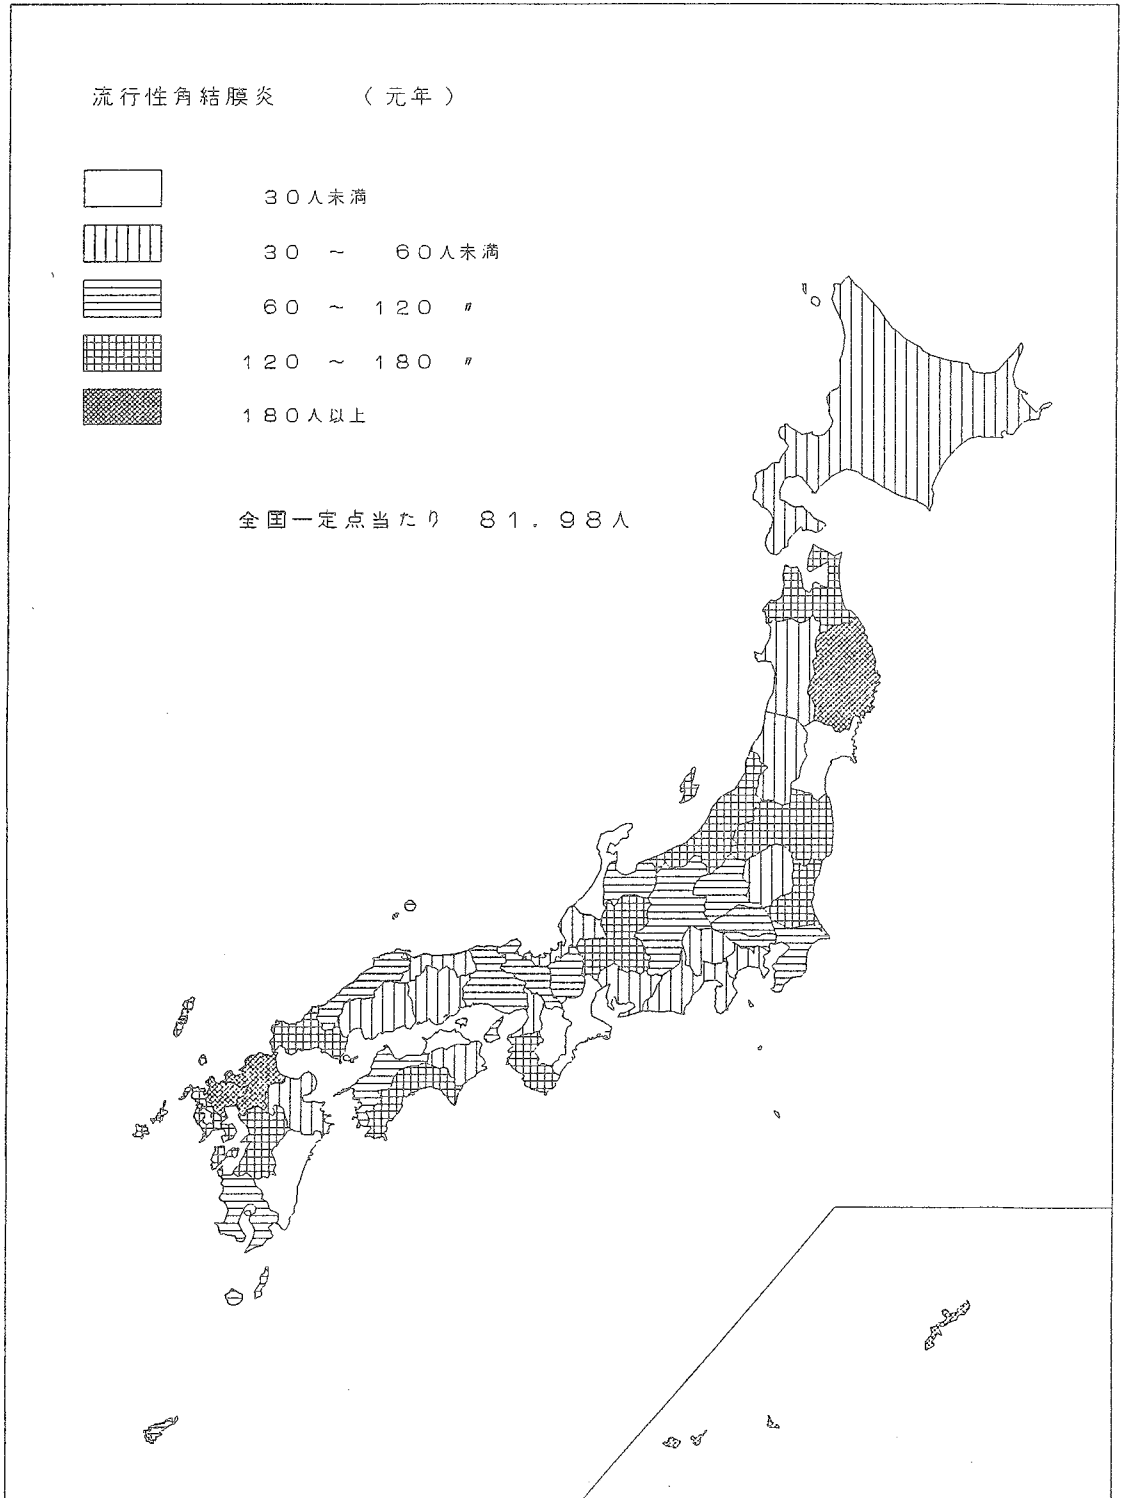 流行性角結膜炎 （元年）
３０人未満
３０ ～ ６０人未満
６０ ～ １２０ 〃
１２０ ～ １８０ 〃
１８０人以上
全国一定点当たり ８１．９８人